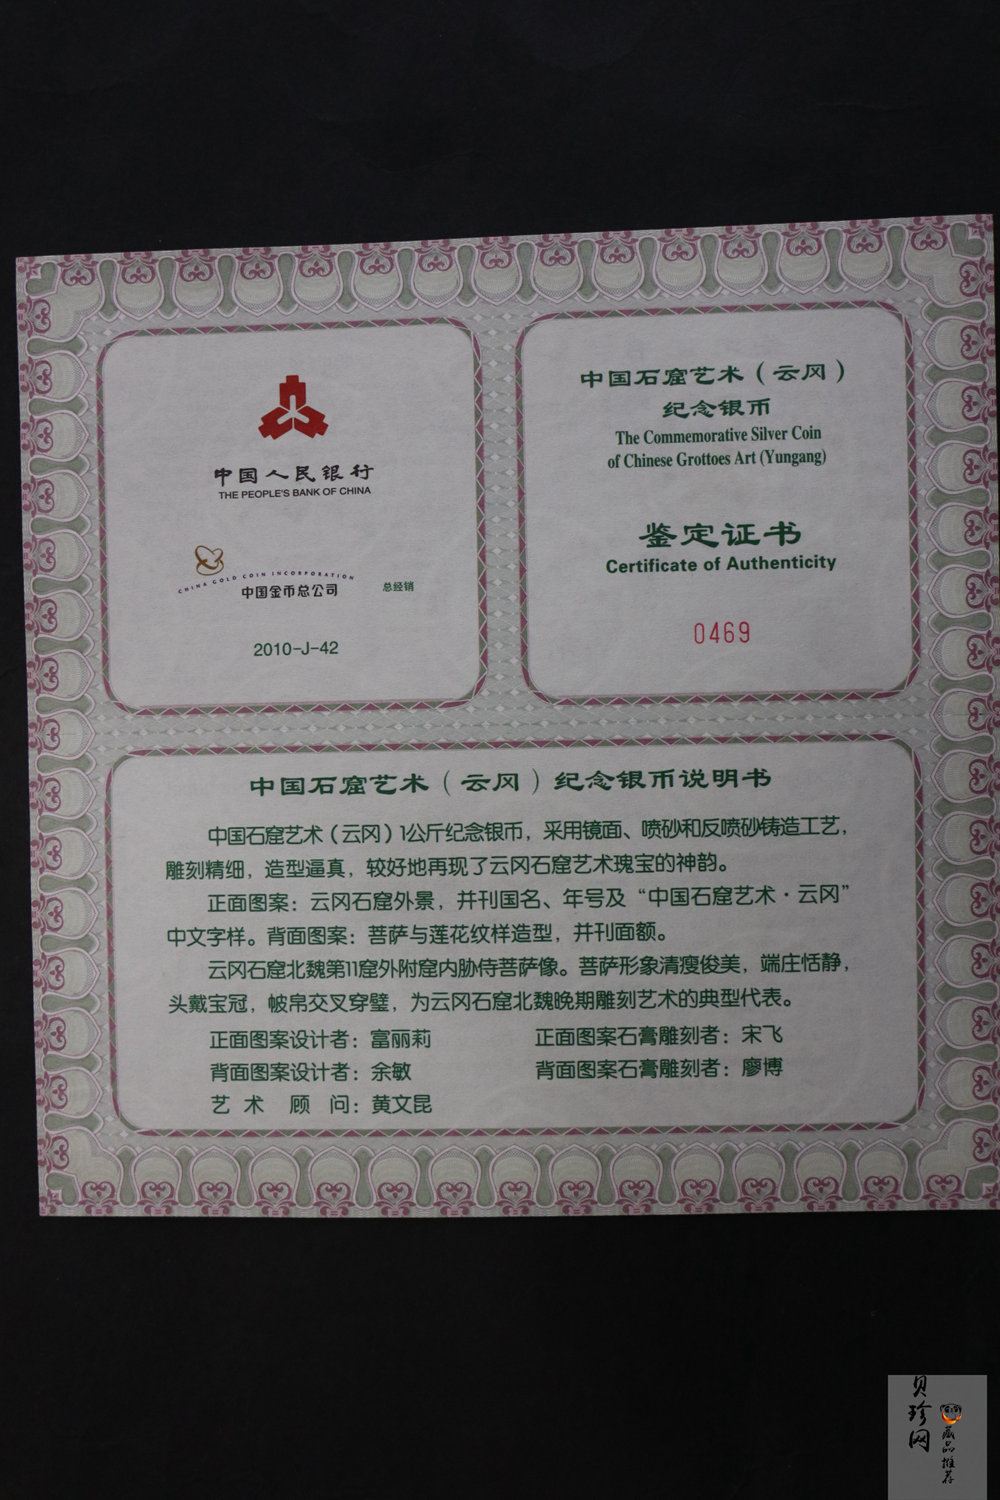 中国人民银行
THE PEOPLE'S BANK OF CHINA
CHINA GOLD COIN INCORPORATION
中国金币总公司 总经销
2010-J-42
中国石窟艺术（云冈）
纪念银币
The Commemorative Silver Coin
of Chinese Grottoes Art (Yungang)
鉴定证书
Certificate of Authenticity
0469
中国石窟艺术（云冈）纪念银币说明书
中国石窟艺术（云冈）1公斤纪念银币，采用镜面、喷砂和反喷砂铸造工艺，
雕刻精细，造型逼真，较好地再现了云冈石窟艺术瑰宝的神韵。
正面图案：云冈石窟外景，并刊国名、年号及“中国石窟艺术·云冈”
中文字样。背面图案：菩萨与莲花纹样造型，并刊面额。
云冈石窟北魏第11窟外附窟内胁侍菩萨像。菩萨形象清瘦俊美，端庄恬静，
头戴宝冠，帔帛交叉穿璧，为云冈石窟北魏晚期雕刻艺术的典型代表。
正面图案设计者：富丽莉 正面图案石膏雕刻者：宋飞
背面图案设计者：余敏 背面图案石膏雕刻者：廖博
艺术顾问：黄文昆
贝珍网
藏品推荐